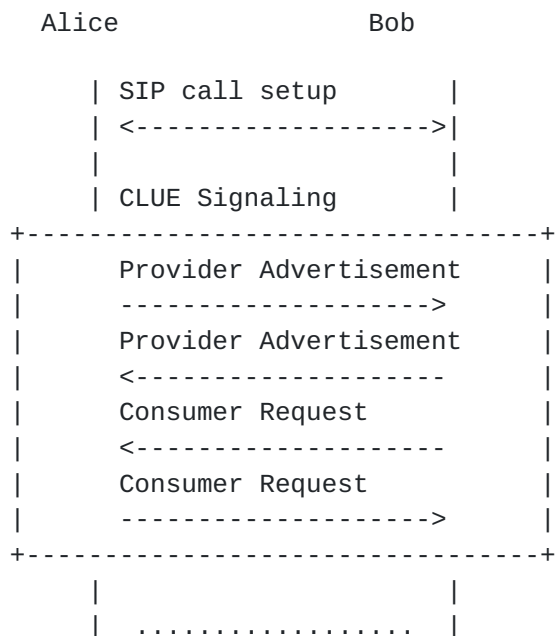 Alice Bob
| SIP call setup |
| <------------------->|
| |
| CLUE Signaling |
+---------------------------------+
| Provider Advertisement |
| --------------------> |
| Provider Advertisement |
| <-------------------- |
| Consumer Request |
| <-------------------- |
| Consumer Request |
| --------------------> |
+---------------------------------+
| |
| .................. |